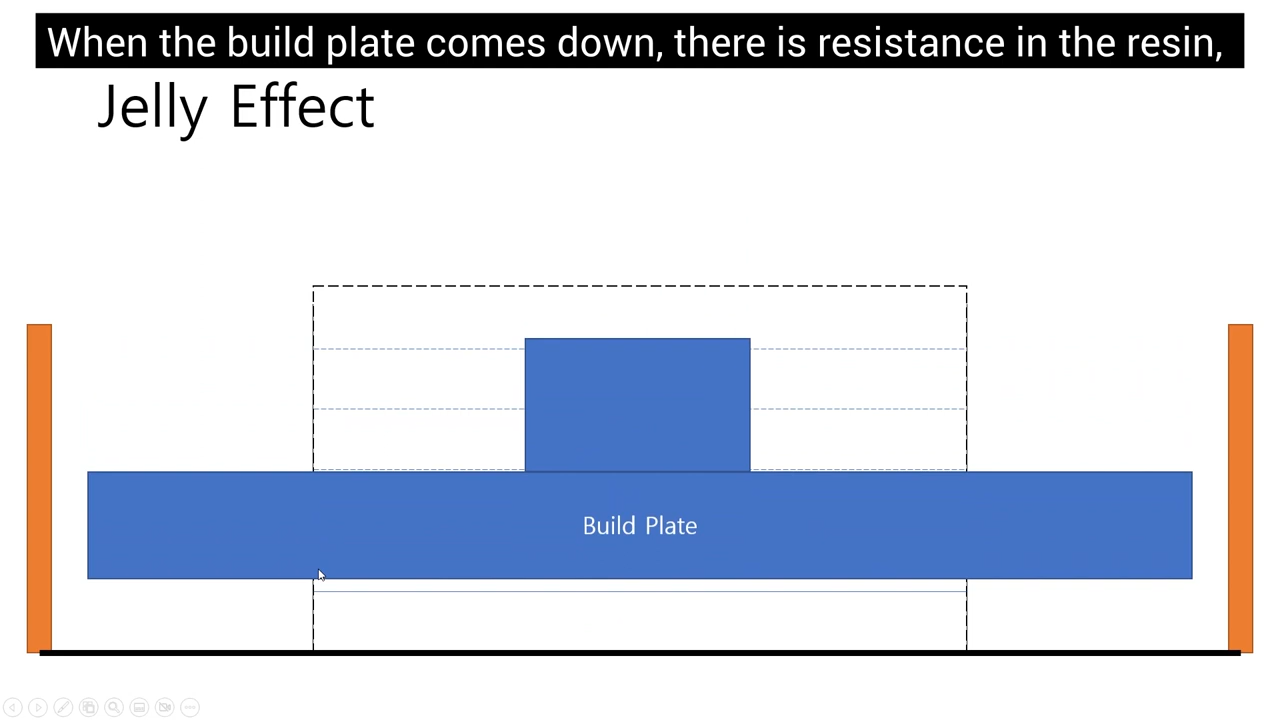 When the build plate comes down, there is resistance in the resin,
Jelly Effect
Build Plate